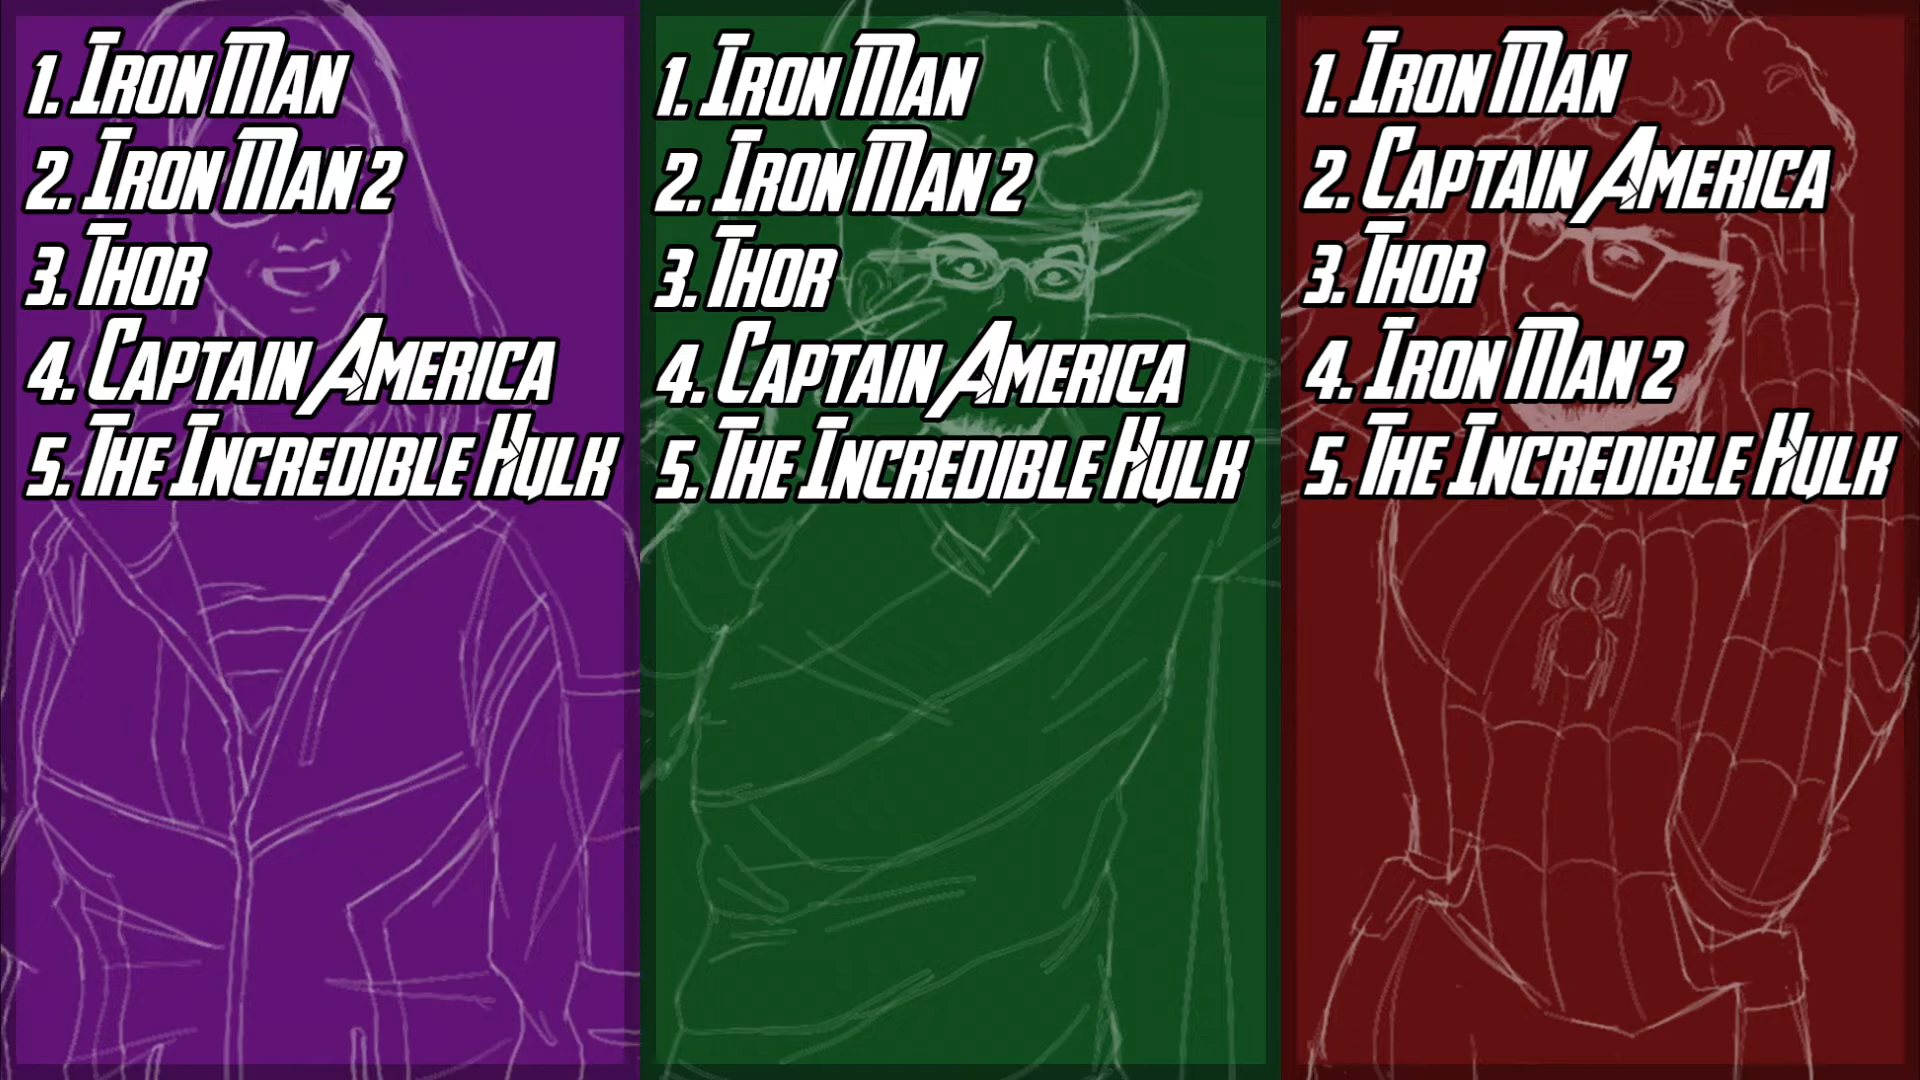 1. Iron Man
2. Iron Man 2
3. Thor
4. Captain America
5. The Incredible Hulk
1. Iron Man
2. Iron Man 2
3. Thor
4. Captain America
5. The Incredible Hulk
1. Iron Man
2. Captain America
3. Thor
4. Iron Man 2
5. The Incredible Hulk